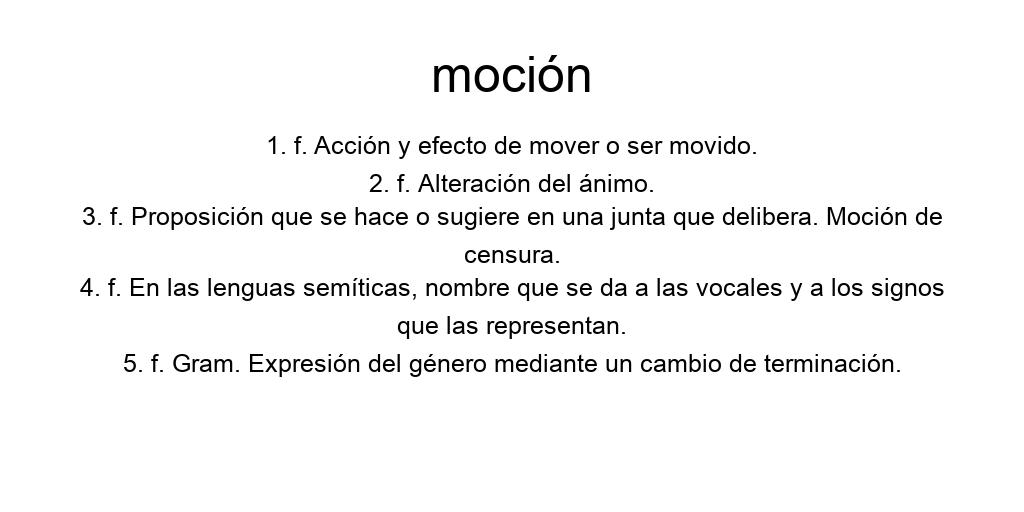 moción
1. f. Acción y efecto de mover o ser movido.
2. f. Alteración del ánimo.
3. f. Proposición que se hace o sugiere en una junta que delibera. Moción de
censura.
4. f. En las lenguas semíticas, nombre que se da a las vocales y a los signos
que las representan.
5. f. Gram. Expresión del género mediante un cambio de terminación.